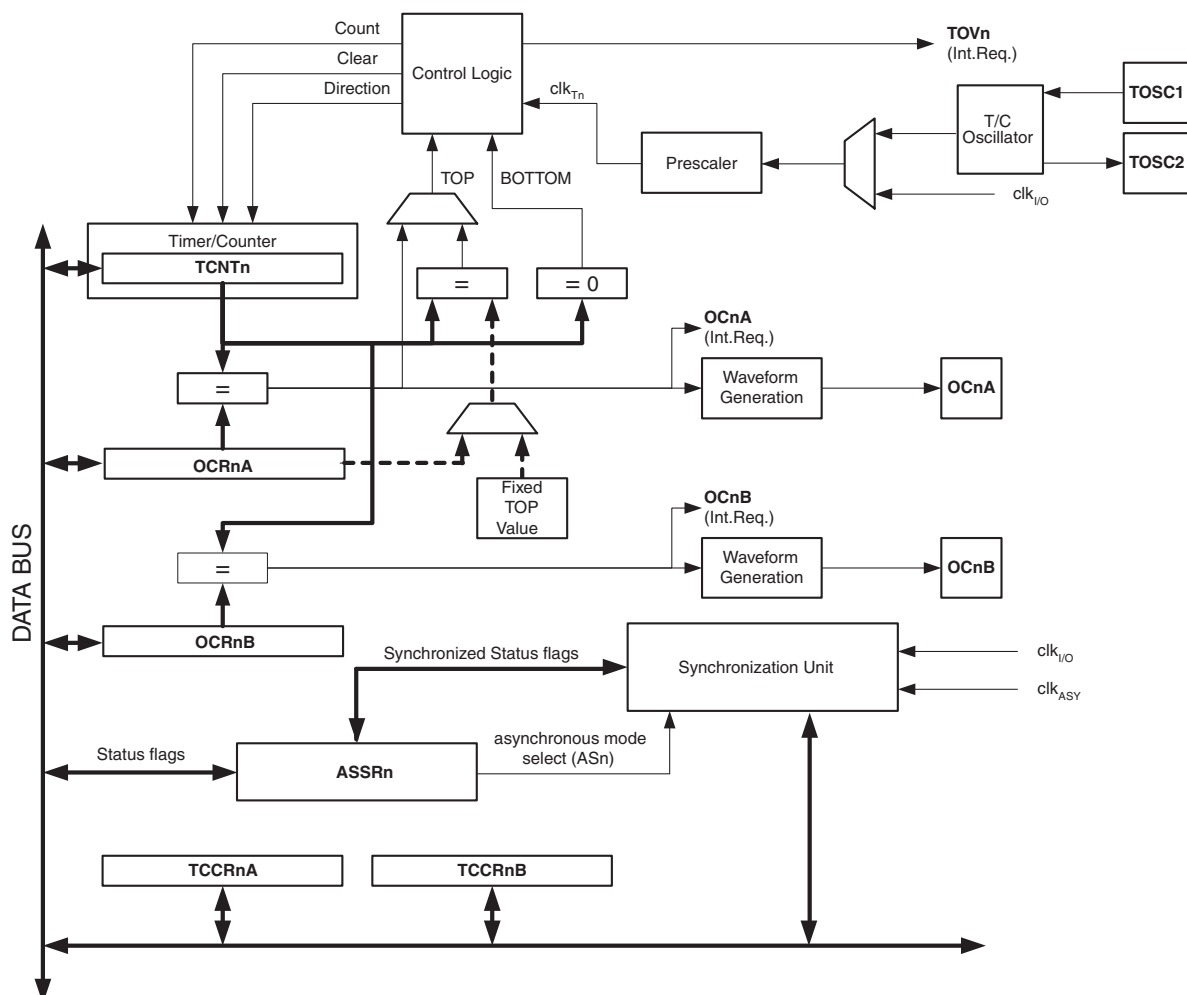 Count
Clear
Direction
Control Logic
TOVn
(Int.Req.)
clkTn
TOSC1
T/C
Oscillator
Prescaler
TOSC2
TOP
BOTTOM
clkI/O
Timer/Counter
TCNTn
=
= 0
OCnA
(Int.Req.)
=
Waveform
Generation
OCnA
OCRnA
Fixed
TOP
Value
OCnB
(Int.Req.)
=
Waveform
Generation
OCnB
DATA BUS
OCRnB
Synchronized Status flags
Synchronization Unit
clkI/O
clkASY
Status flags
ASSRn
asynchronous mode
select (ASn)
TCCRnA
TCCRnB